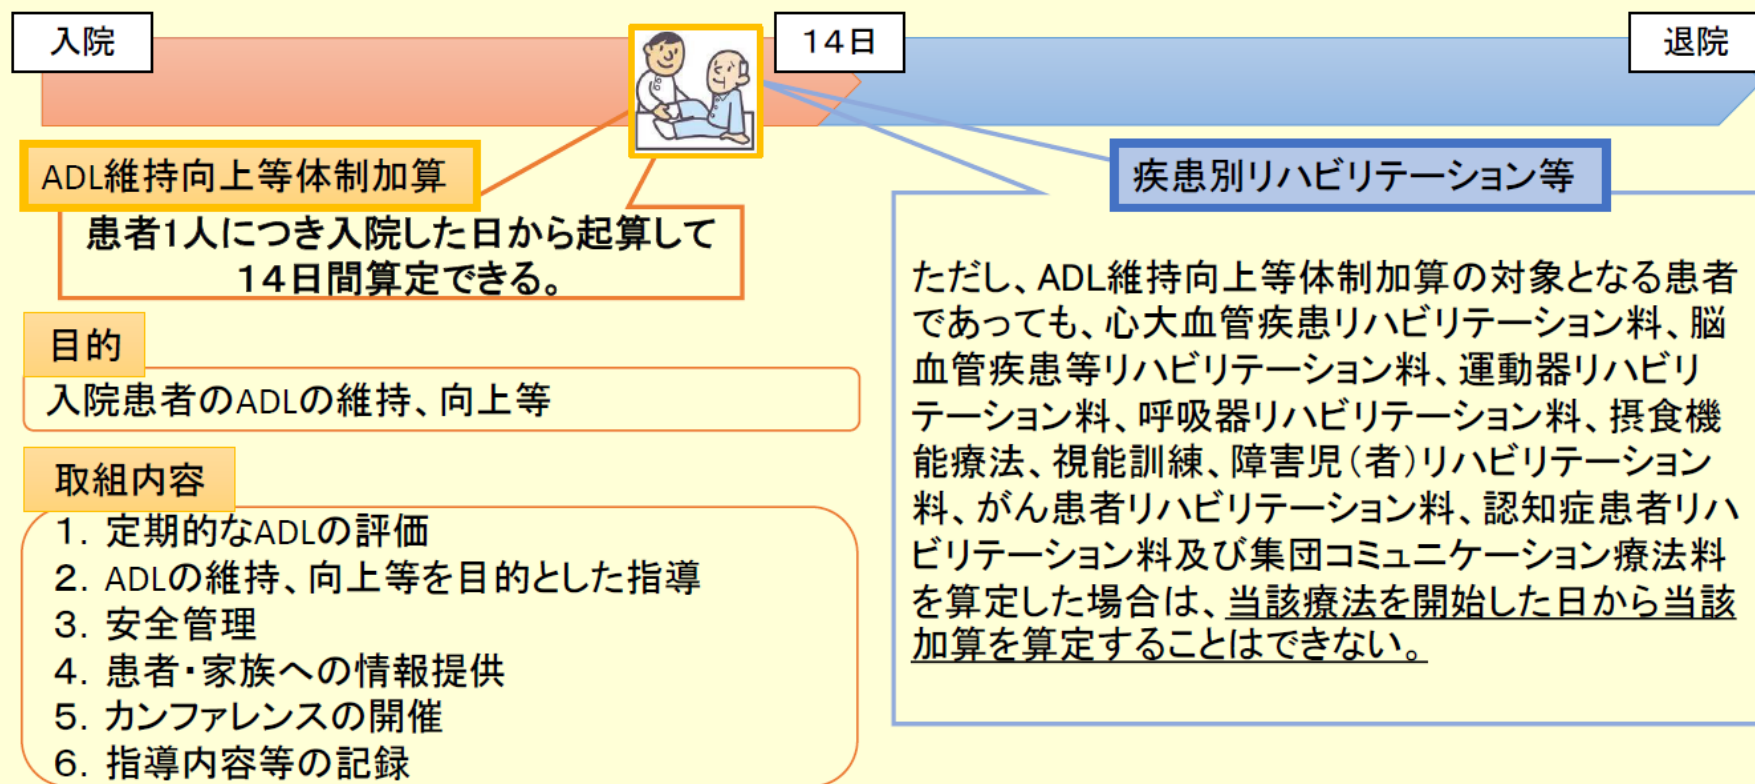 入院
14日
退院
ADL維持向上等体制加算
患者1人につき入院した日から起算して
14日間算定できる。
目的
入院患者のADLの維持、向上等
取組内容
1. 定期的なADLの評価
2. ADLの維持、向上等を目的とした指導
3. 安全管理
4. 患者・家族への情報提供
5. カンファレンスの開催
6. 指導内容等の記録
疾患別リハビリテーション等
ただし、ADL維持向上等体制加算の対象となる患者
であっても、心大血管疾患リハビリテーション料、脳
血管疾患等リハビリテーション料、運動器リハビリ
テーション料、呼吸器リハビリテーション料、摂食機
能療法、視能訓練、障害児(者)リハビリテーション
料、がん患者リハビリテーション料、認知症患者リハ
ビリテーション料及び集団コミュニケーション療法料
を算定した場合は、当該療法を開始した日から当該
加算を算定することはできない。